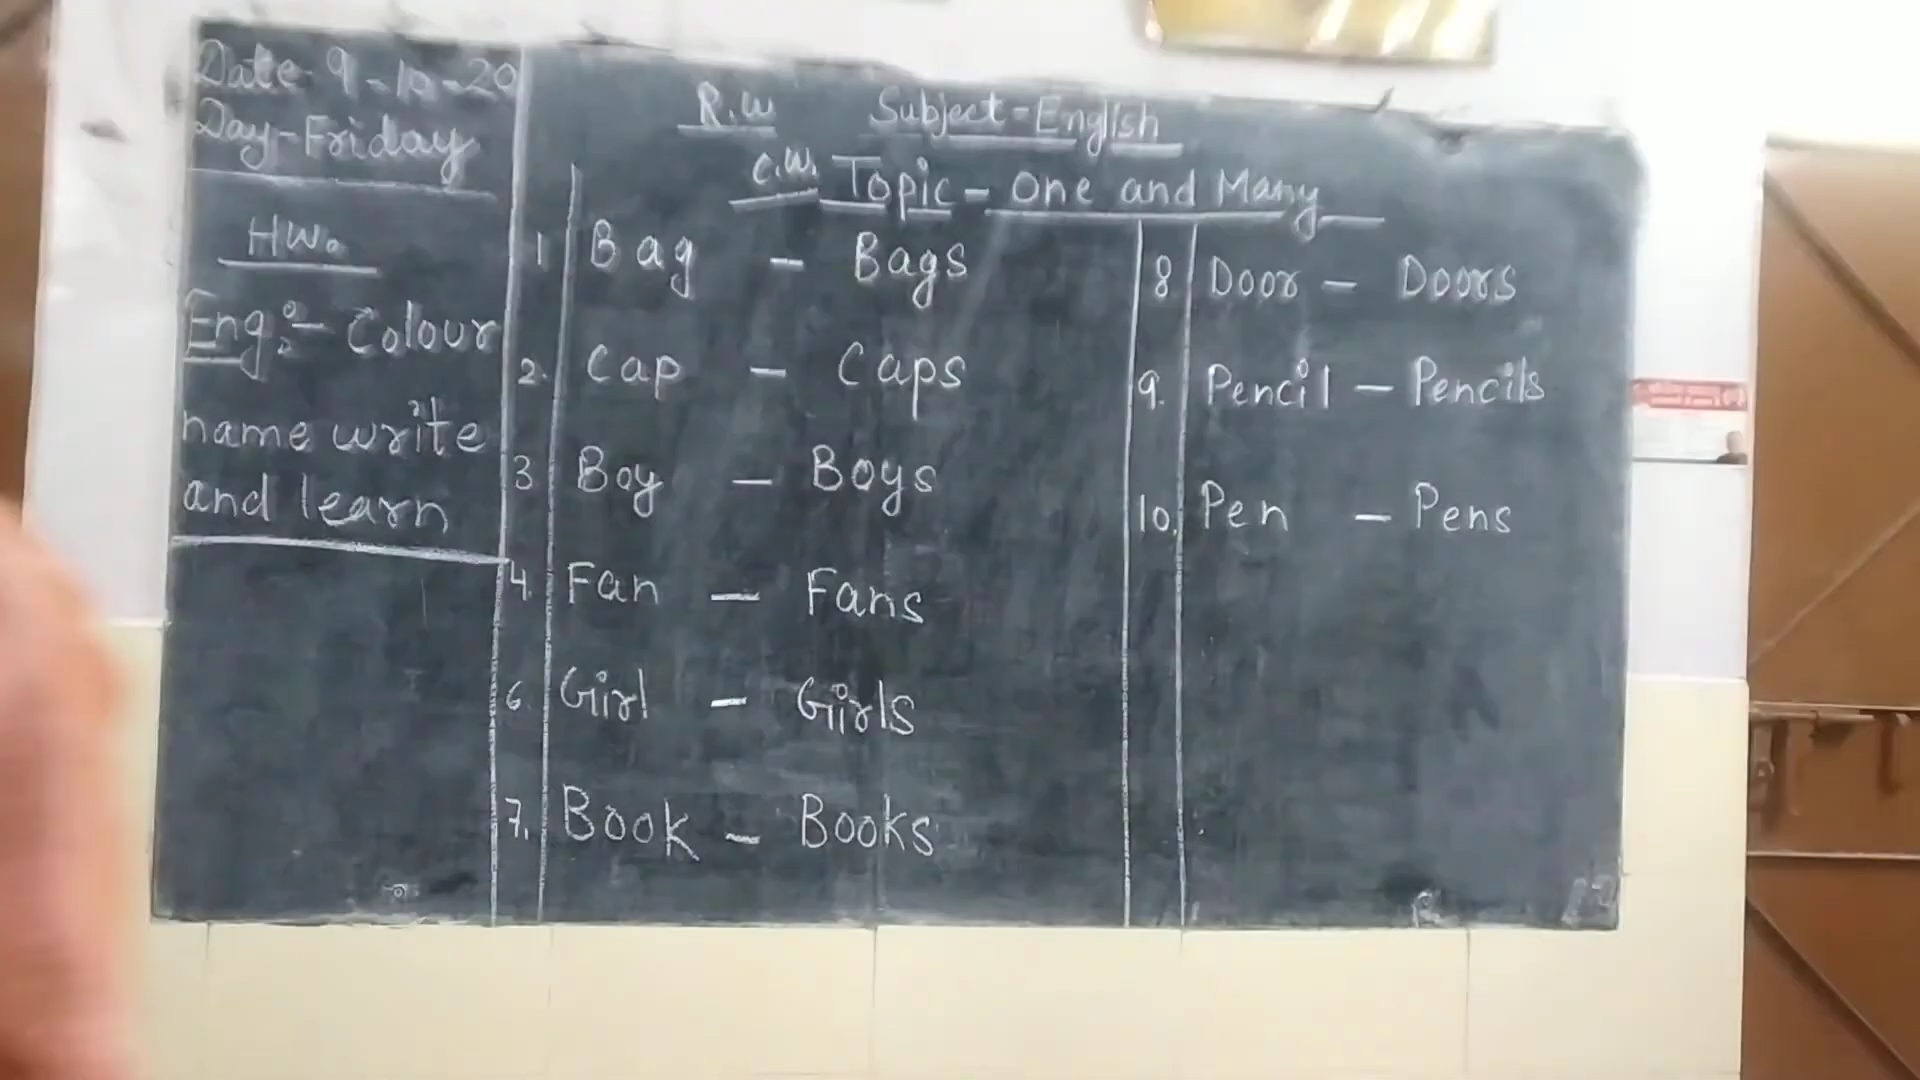 Date 9-10-20
Day-Friday
HW.
Eng:- Colour
name write
and learn
R.W Subject-English
C.W. Topic - One and Many
1 Bag - Bags
2. Cap - Caps
3 Boy - Boys
4. Fan - Fans
6. Girl - Girls
7. Book - Books
8 Door - Doors
9. Pencil - Pencils
10. Pen - Pens